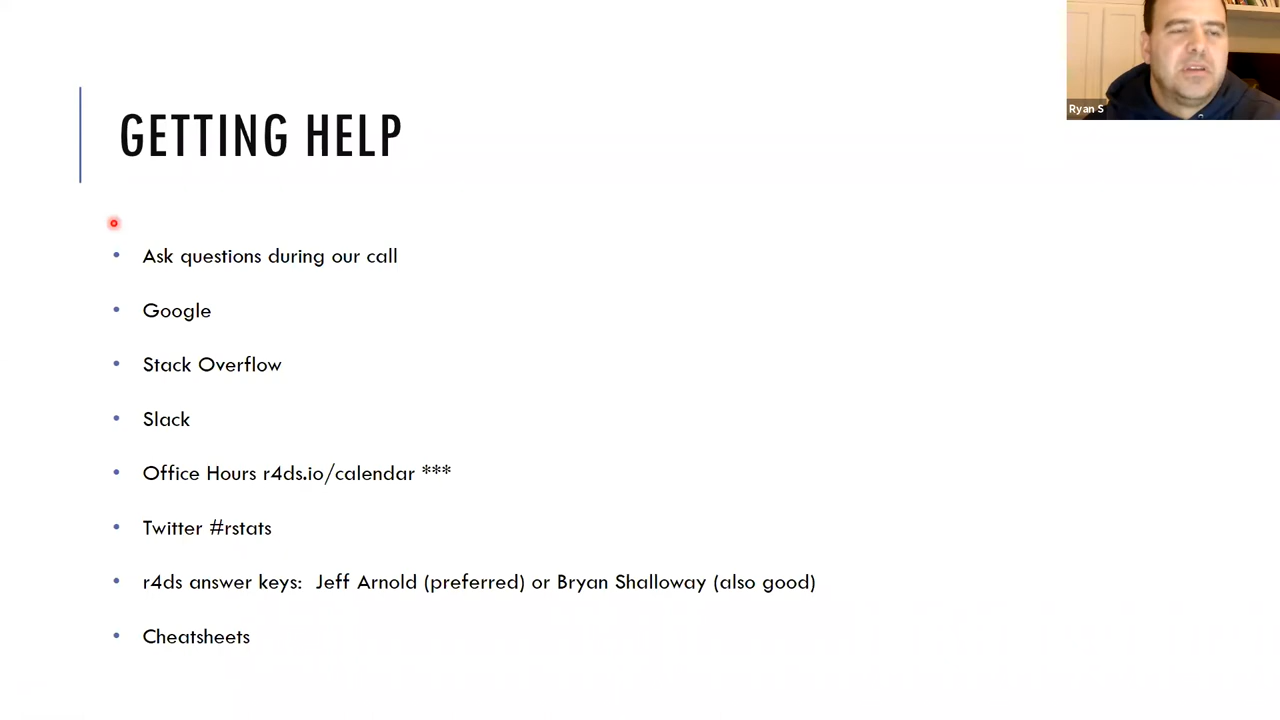 Ryan S
GETTING HELP
• Ask questions during our call
• Google
• Stack Overflow
• Slack
• Office Hours r4ds.io/calendar ***
• Twitter #rstats
• r4ds answer keys:  Jeff Arnold (preferred) or Bryan Shalloway (also good)
• Cheatsheets